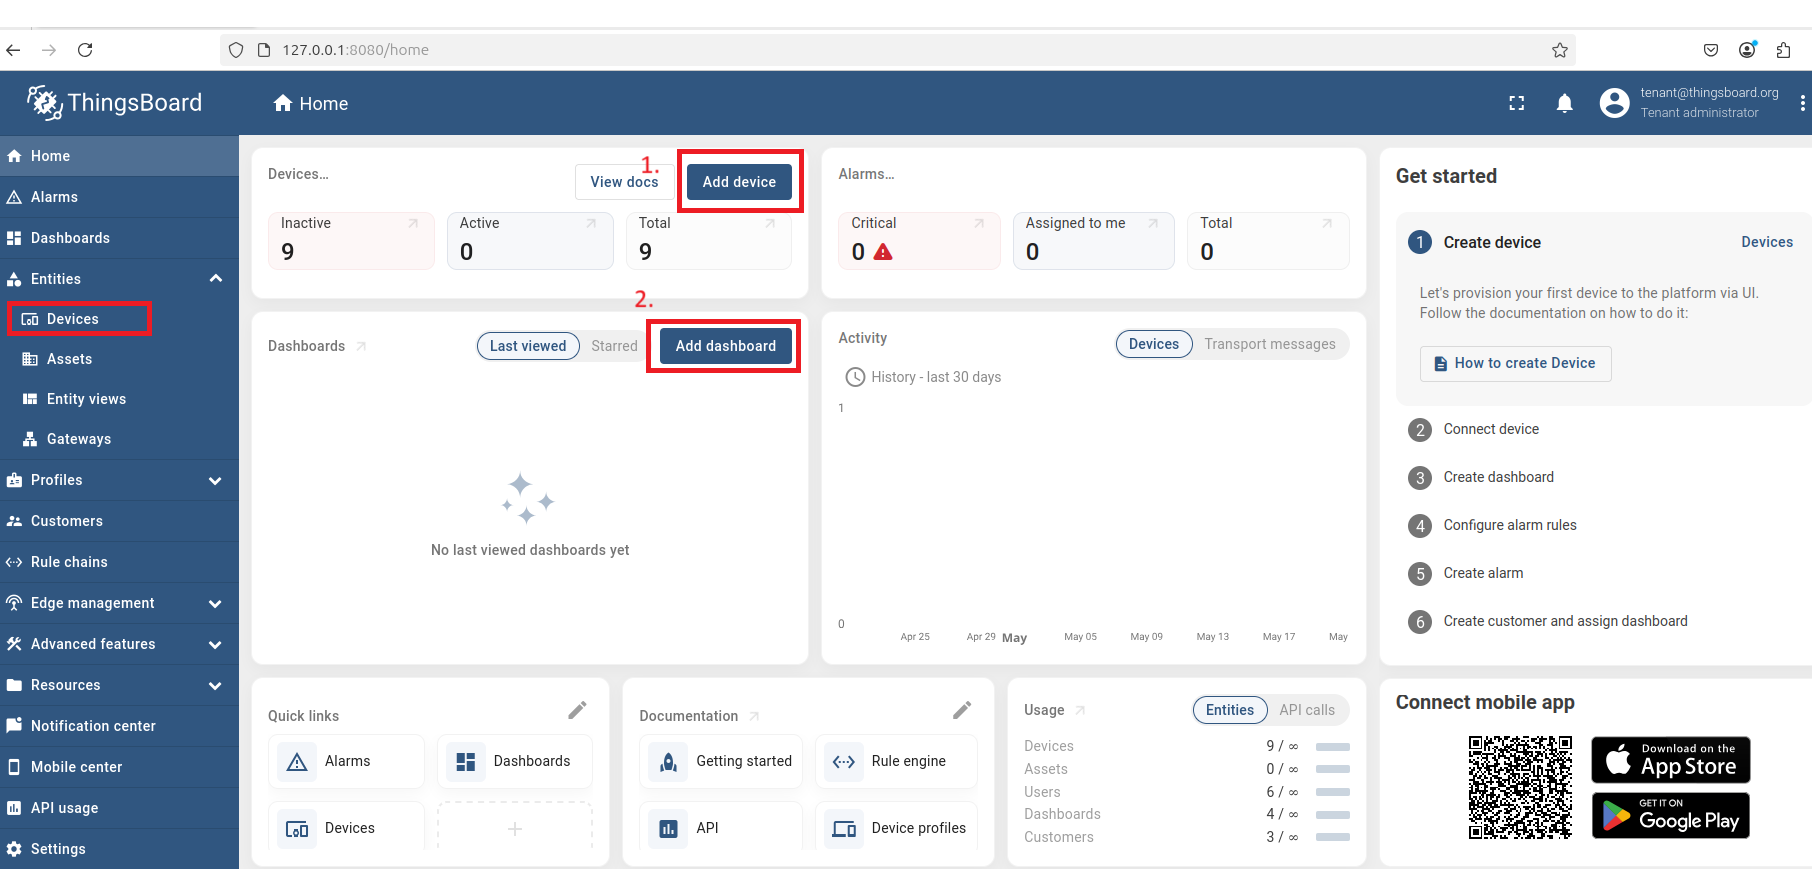 127.0.0.1:8080/home
ThingsBoard
Home
tenant@thingsboard.org
Tenant administrator
Home
Alarms
Dashboards
Entities
Devices
Assets
Entity views
Gateways
Profiles
Customers
Rule chains
Edge management
Advanced features
Resources
Notification center
Mobile center
API usage
Settings
Devices...
View docs
1.
Add device
Inactive
9
Active
0
Total
9
Alarms...
Critical
0
Assigned to me
0
Total
0
2.
Dashboards
Last viewed
Starred
Add dashboard
No last viewed dashboards yet
Activity
Devices
Transport messages
History - last 30 days
1
0
Apr 25 Apr 29 May May 05 May 09 May 13 May 17 May
Get started
1 Create device
Devices
Let's provision your first device to the platform via UI.
Follow the documentation on how to do it:
How to create Device
2 Connect device
3 Create dashboard
4 Configure alarm rules
5 Create alarm
6 Create customer and assign dashboard
Quick links
Alarms
Dashboards
Devices
+
Documentation
Getting started
Rule engine
API
Device profiles
Usage
Entities
API calls
Devices 9 / ∞
Assets 0 / ∞
Users 6 / ∞
Dashboards 4 / ∞
Customers 3 / ∞
Connect mobile app
Download on the
App Store
GET IT ON
Google Play